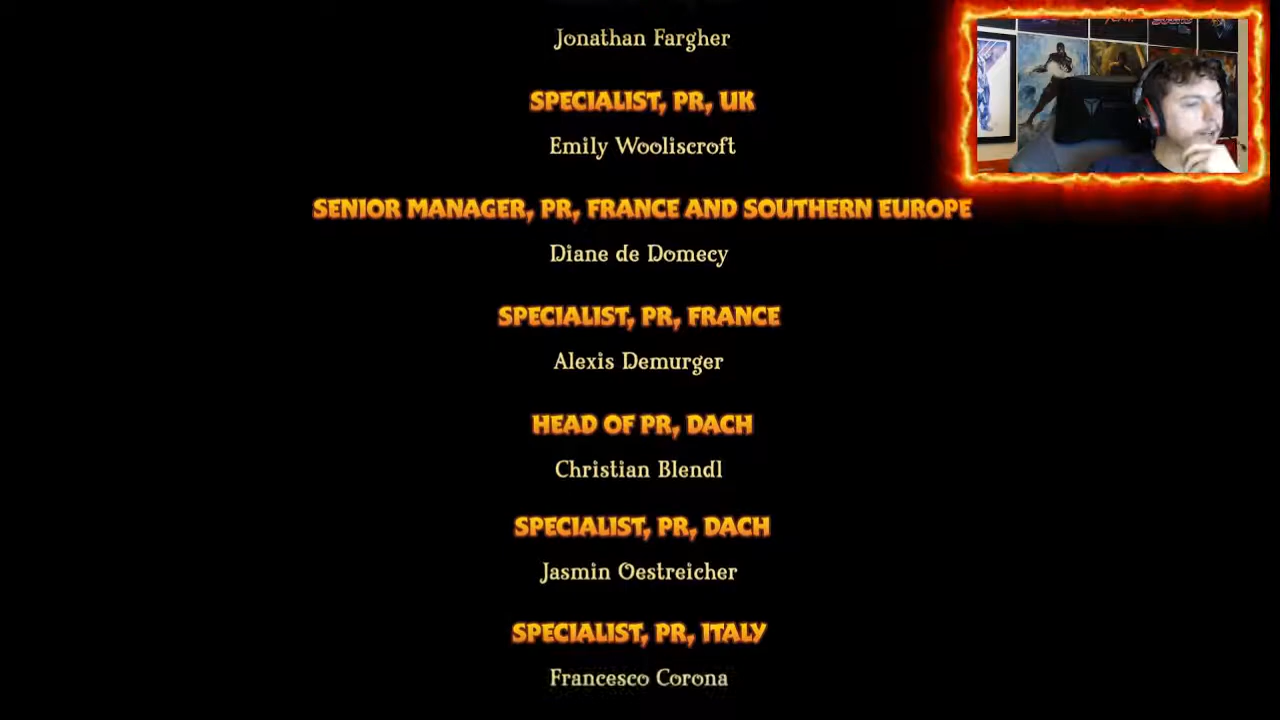 Jonathan Fargher
SPECIALIST, PR, UK
Emily Wooliscroft
SENIOR MANAGER, PR, FRANCE AND SOUTHERN EUROPE
Diane de Domecy
SPECIALIST, PR, FRANCE
Alexis Demurger
HEAD OF PR, DACH
Christian Blendl
SPECIALIST, PR, DACH
Jasmin Oestreicher
SPECIALIST, PR, ITALY
Francesco Corona